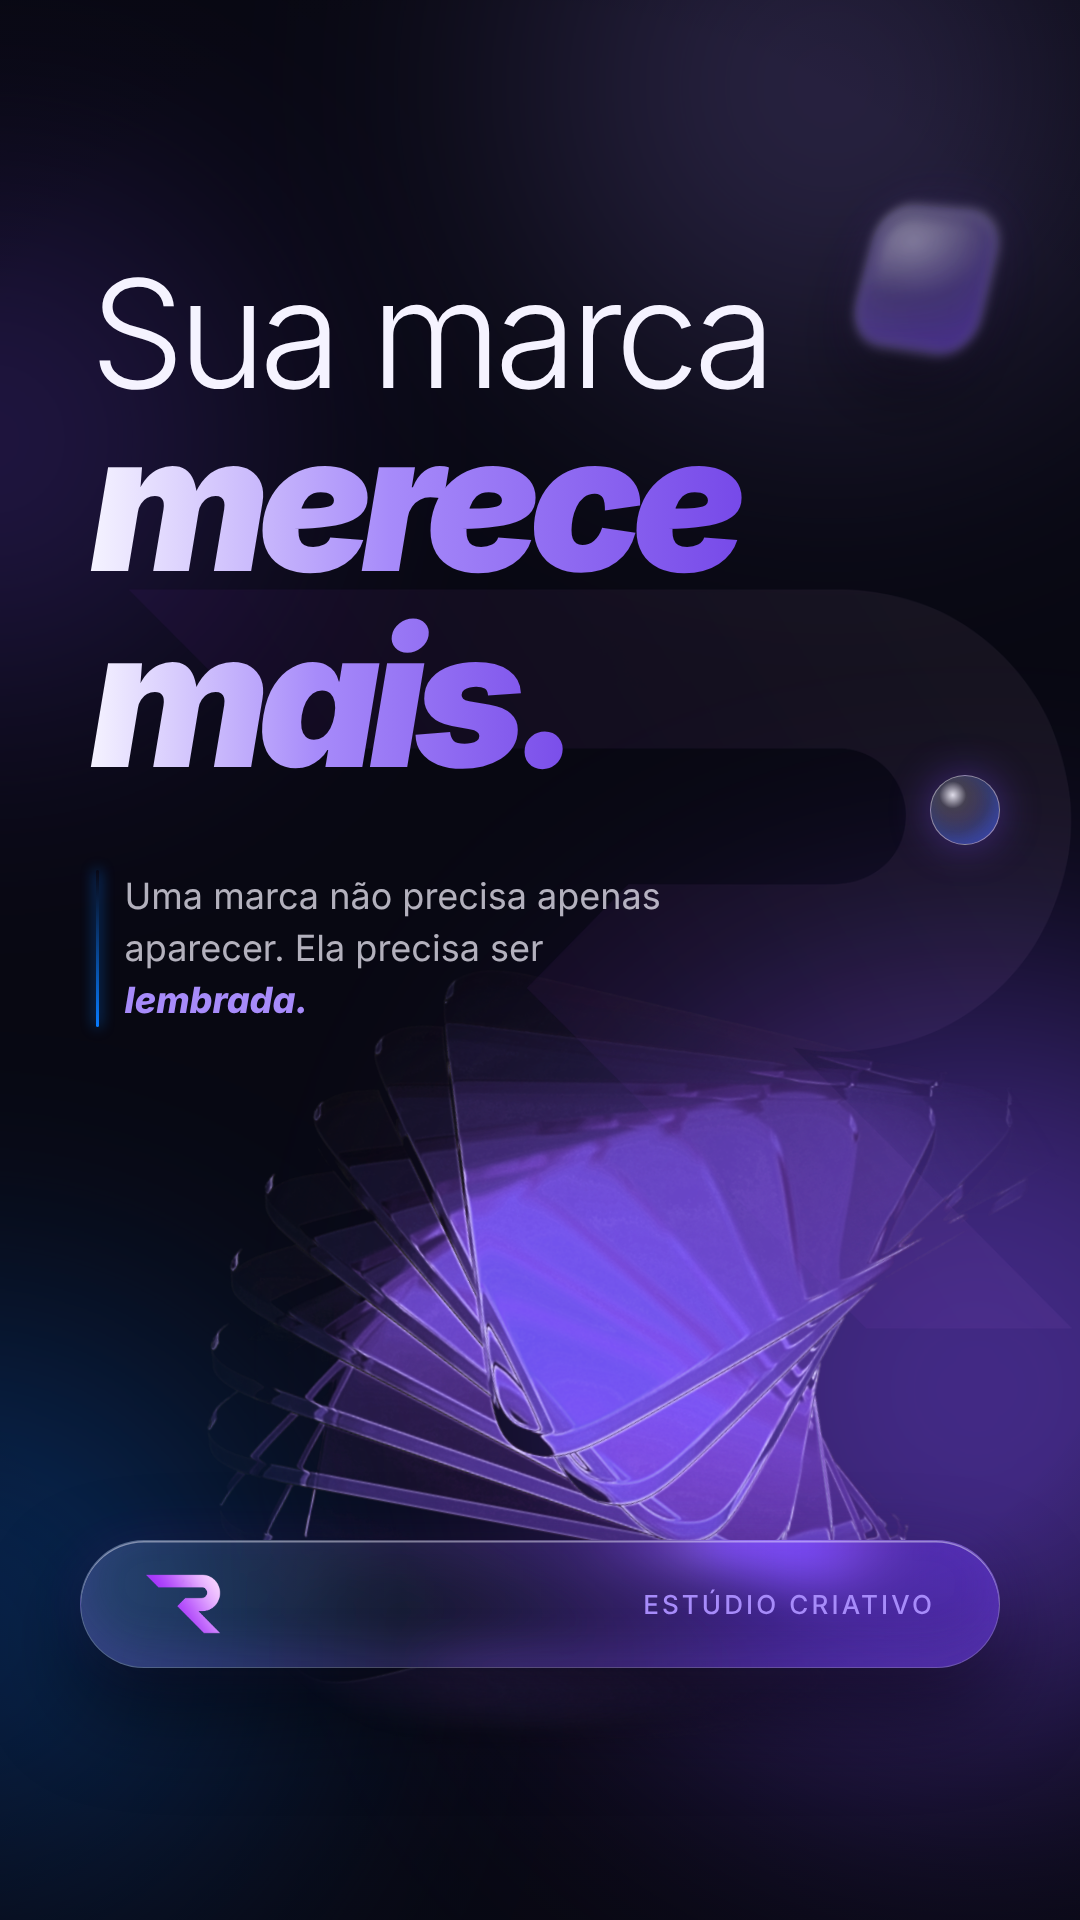 Sua marca
merece
mais.
Uma marca não precisa apenas
aparecer. Ela precisa ser
lembrada.
ESTÚDIO CRIATIVO